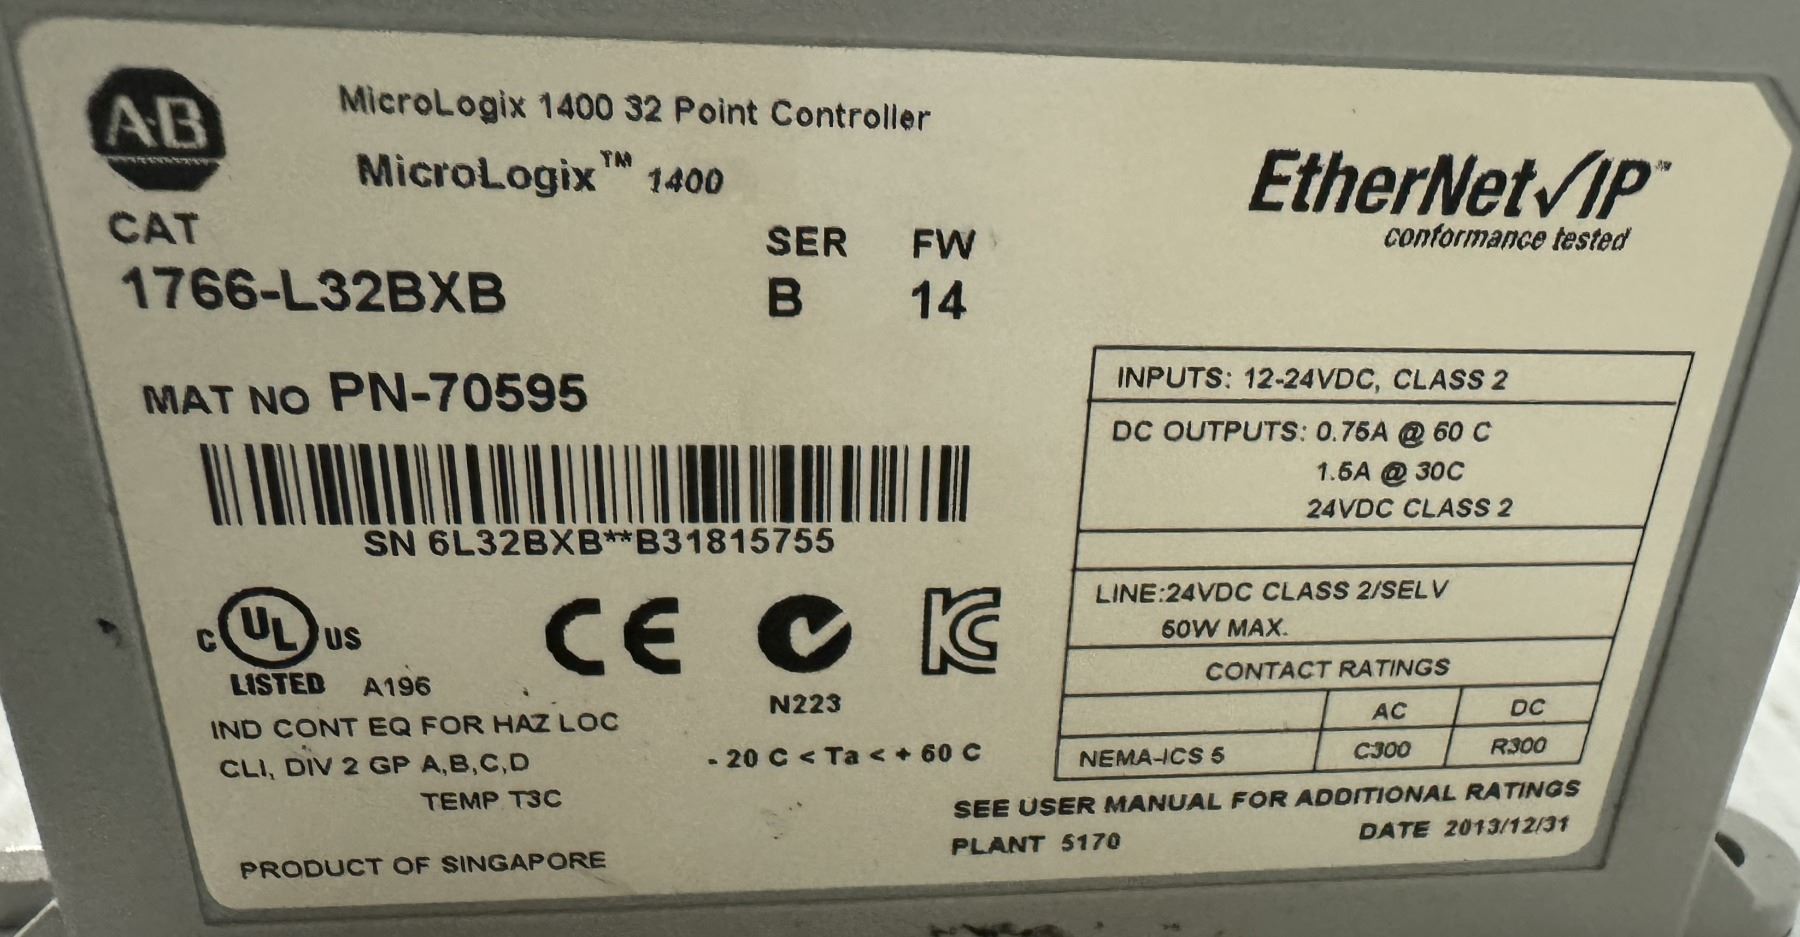 A·B
MicroLogix 1400 32 Point Controller
MicroLogix™ 1400
EtherNet/IP™
conformance tested
CAT
SER FW
1766-L32BXB B 14
MAT NO PN-70595
SN 6L32BXB**B31815755
C UL US
LISTED A196
CE
N223
KC
IND CONT EQ FOR HAZ LOC
CLI, DIV 2 GP A,B,C,D
TEMP T3C
- 20 C < Ta < + 60 C
PRODUCT OF SINGAPORE
INPUTS: 12-24VDC, CLASS 2
DC OUTPUTS: 0.75A @ 60 C
1.5A @ 30C
24VDC CLASS 2
LINE:24VDC CLASS 2/SELV
50W MAX.
CONTACT RATINGS
AC DC
NEMA-ICS 5 C300 R300
SEE USER MANUAL FOR ADDITIONAL RATINGS
PLANT 5170 DATE 2013/12/31